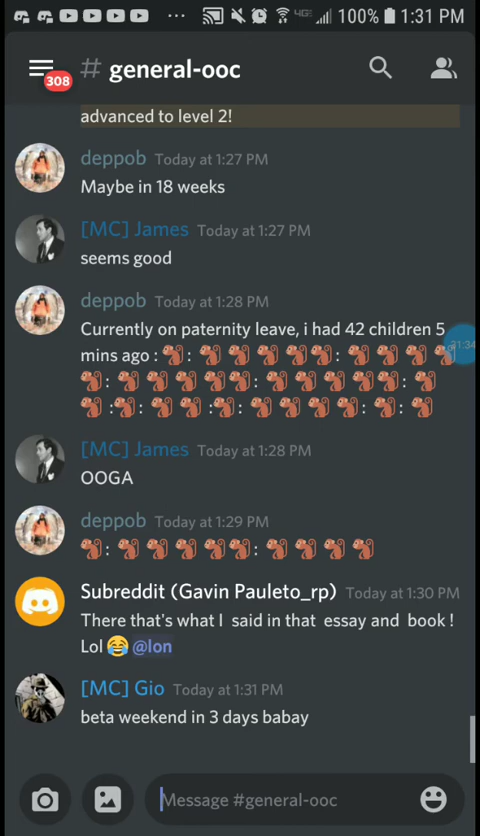 4GE 100% 1:31 PM
308
# general-ooc
advanced to level 2!
deppob Today at 1:27 PM
Maybe in 18 weeks
[MC] James Today at 1:27 PM
seems good
deppob Today at 1:28 PM
Currently on paternity leave, i had 42 children 5
mins ago : 🐒: 🐒 🐒 🐒 🐒 🐒: 🐒 🐒 🐒 🐒
31:34
🐒: 🐒 🐒 🐒 🐒 🐒: 🐒 🐒 🐒 🐒 🐒: 🐒
🐒 :🐒: 🐒 🐒 :🐒: 🐒 🐒 🐒 🐒: 🐒: 🐒
[MC] James Today at 1:28 PM
OOGA
deppob Today at 1:29 PM
🐒: 🐒 🐒 🐒 🐒 🐒: 🐒 🐒 🐒 🐒
Subreddit (Gavin Pauleto_rp) Today at 1:30 PM
There that's what I said in that essay and book !
Lol 😂 @lon
[MC] Gio Today at 1:31 PM
beta weekend in 3 days babay
Message #general-ooc